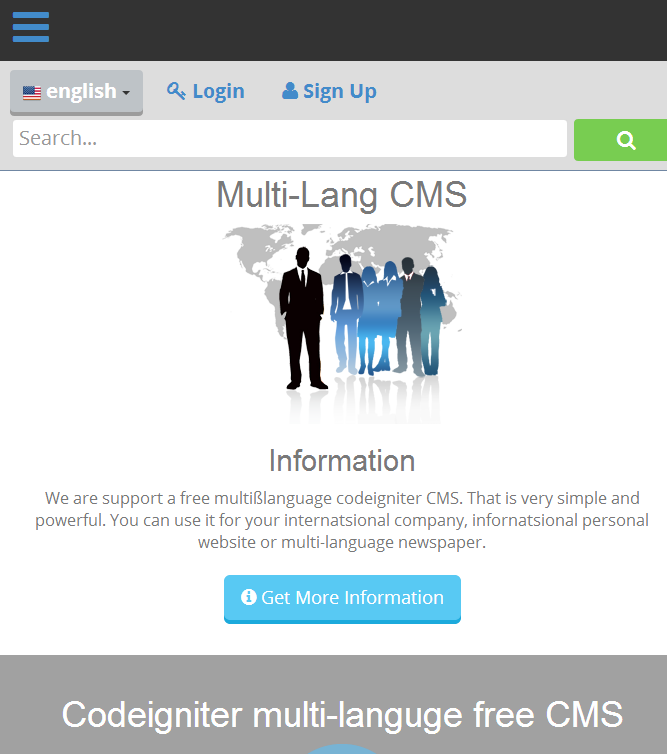 english
Login
Sign Up
Search...
Multi-Lang CMS
Information
We are support a free multißlanguage codeigniter CMS. That is very simple and
powerful. You can use it for your internatsional company, infornatsional personal
website or multi-language newspaper.
Get More Information
Codeigniter multi-languge free CMS